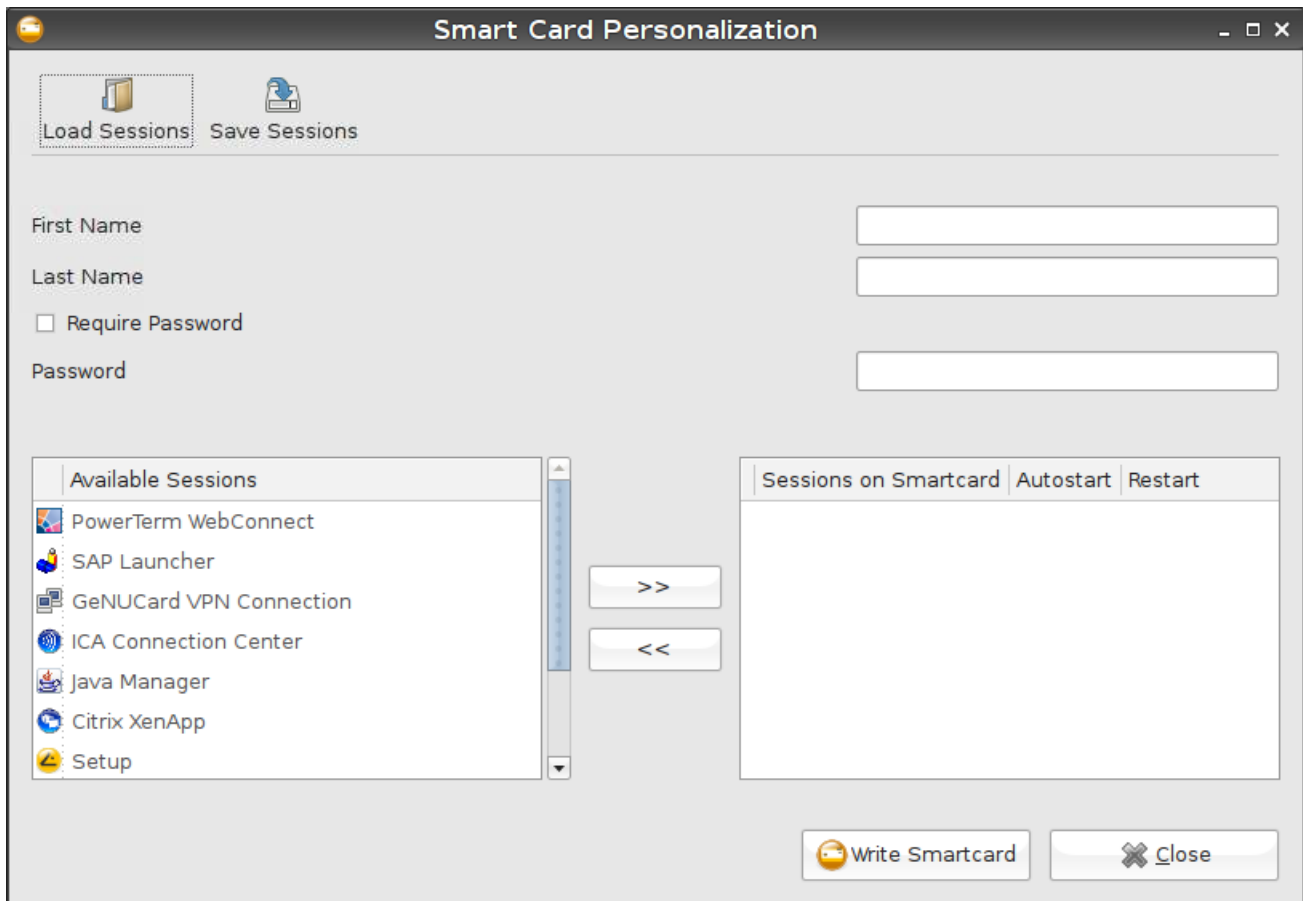 Smart Card Personalization
Load Sessions Save Sessions
First Name
Last Name
Require Password
Password
Available Sessions
PowerTerm WebConnect
SAP Launcher
GeNUCard VPN Connection
ICA Connection Center
Java Manager
Citrix XenApp
Setup
>>
<<
Sessions on Smartcard Autostart Restart
Write Smartcard Close